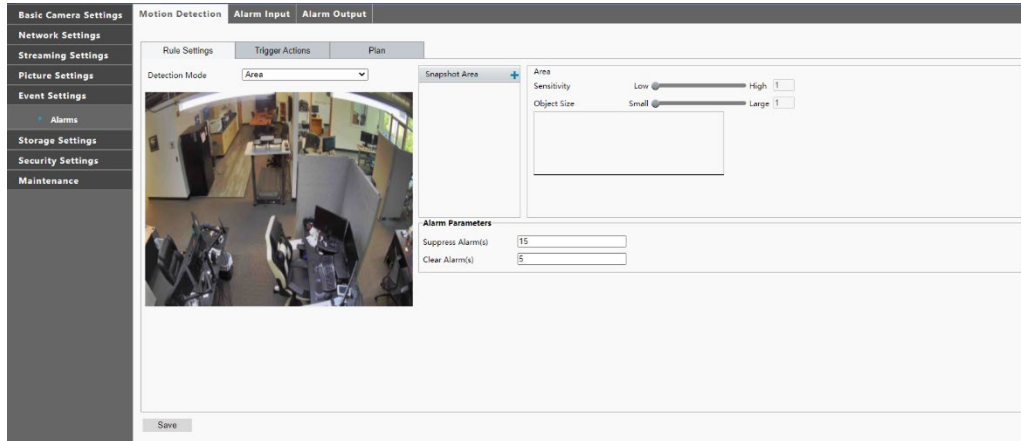 Basic Camera Settings
Network Settings
Streaming Settings
Picture Settings
Event Settings
Alarms
Storage Settings
Security Settings
Maintenance
Motion Detection Alarm Input Alarm Output
Rule Settings Trigger Actions Plan
Detection Mode Area
Snapshot Area +
Area
Sensitivity Low High 1
Object Size Small Large 1
Alarm Parameters
Suppress Alarm(s) 15
Clear Alarm(s) 5
Save